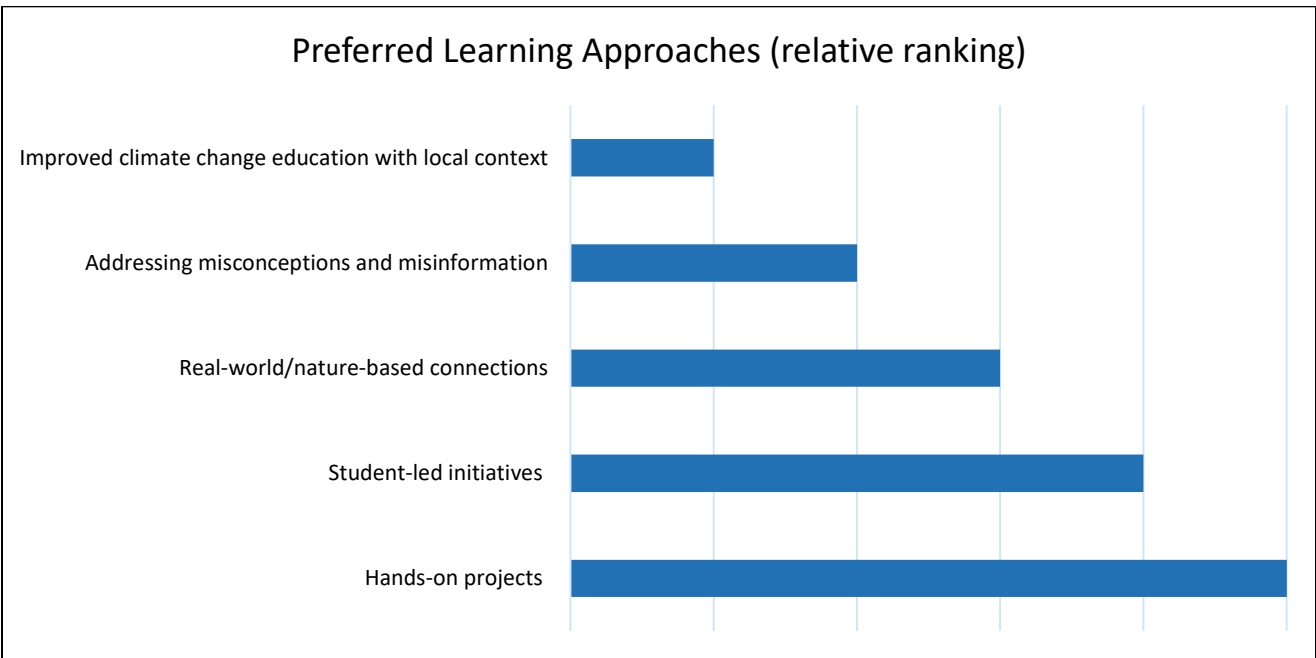 Preferred Learning Approaches (relative ranking)
Improved climate change education with local context
Addressing misconceptions and misinformation
Real-world/nature-based connections
Student-led initiatives
Hands-on projects